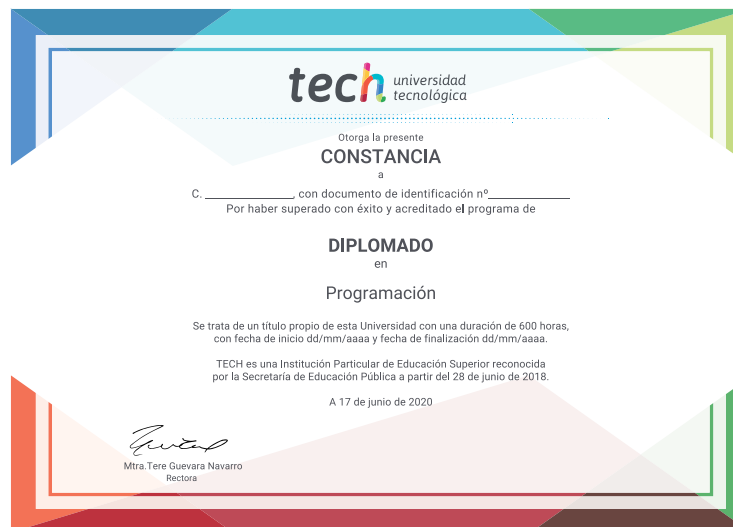 tech universidad
tecnológica
Otorga la presente
CONSTANCIA
a
C. ________________, con documento de identificación nº______________
Por haber superado con éxito y acreditado el programa de
DIPLOMADO
en
Programación
Se trata de un título propio de esta Universidad con una duración de 600 horas,
con fecha de inicio dd/mm/aaaa y fecha de finalización dd/mm/aaaa.
TECH es una Institución Particular de Educación Superior reconocida
por la Secretaría de Educación Pública a partir del 28 de junio de 2018.
A 17 de junio de 2020
Mtra.Tere Guevara Navarro
Rectora